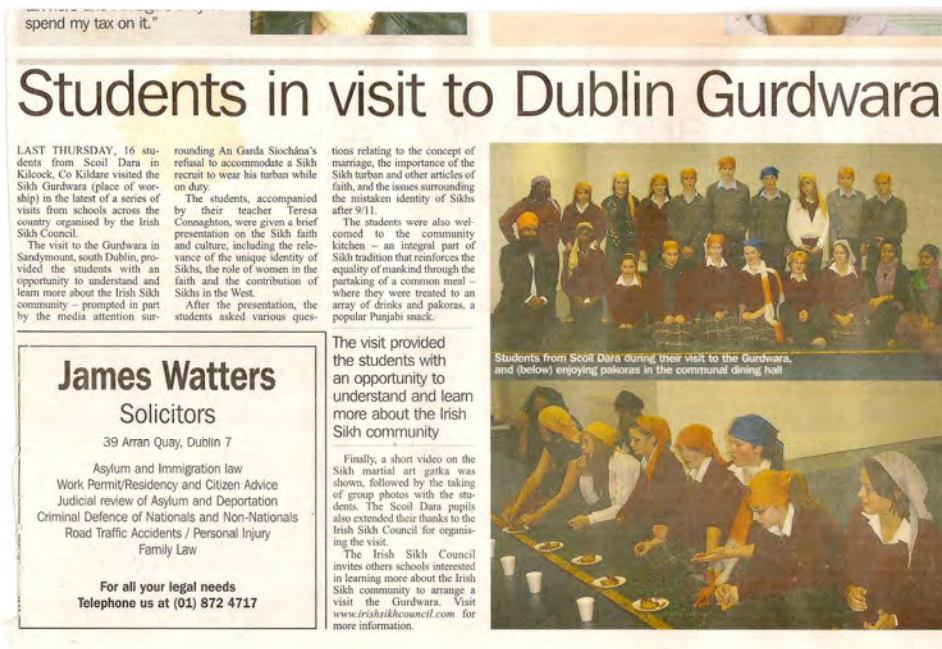 spend my tax on it."
Students in visit to Dublin Gurdwara
LAST THURSDAY, 16 stu-
dents from Scoil Dara in
Kilcock, Co Kildare visited the
Sikh Gurdwara (place of wor-
ship) in the latest of a series of
visits from schools across the
country organised by the Irish
Sikh Council.
The visit to the Gurdwara in
Sandymount, south Dublin, pro-
vided the students with an
opportunity to understand and
learn more about the Irish Sikh
community – prompted in part
by the media attention sur-
rounding An Garda Síochána's
refusal to accommodate a Sikh
recruit to wear his turban while
on duty.
The students, accompanied
by their teacher Teresa
Connaghton, were given a brief
presentation on the Sikh faith
and culture, including the rele-
vance of the unique identity of
Sikhs, the role of women in the
faith and the contribution of
Sikhs in the West.
After the presentation, the
students asked various ques-
tions relating to the concept of
marriage, the importance of the
Sikh turban and other articles of
faith, and the issues surrounding
the mistaken identity of Sikhs
after 9/11.
The students were also wel-
comed to the community
kitchen – an integral part of
Sikh tradition that reinforces the
equality of mankind through the
partaking of a common meal –
where they were treated to an
array of drinks and pakoras, a
popular Punjabi snack.
The visit provided
the students with
an opportunity to
understand and learn
more about the Irish
Sikh community
Finally, a short video on the
Sikh martial art gatka was
shown, followed by the taking
of group photos with the stu-
dents. The Scoil Dara pupils
also extended their thanks to the
Irish Sikh Council for organis-
ing the visit.
The Irish Sikh Council
invites others schools interested
in learning more about the Irish
Sikh community to arrange a
visit the Gurdwara. Visit
www.irishsikhcouncil.com for
more information.
Students from Scoil Dara during their visit to the Gurdwara,
and (below) enjoying pakoras in the communal dining hall
James Watters
Solicitors
39 Arran Quay, Dublin 7
Asylum and Immigration law
Work Permit/Residency and Citizen Advice
Judicial review of Asylum and Deportation
Criminal Defence of Nationals and Non-Nationals
Road Traffic Accidents / Personal Injury
Family Law
For all your legal needs
Telephone us at (01) 872 4717